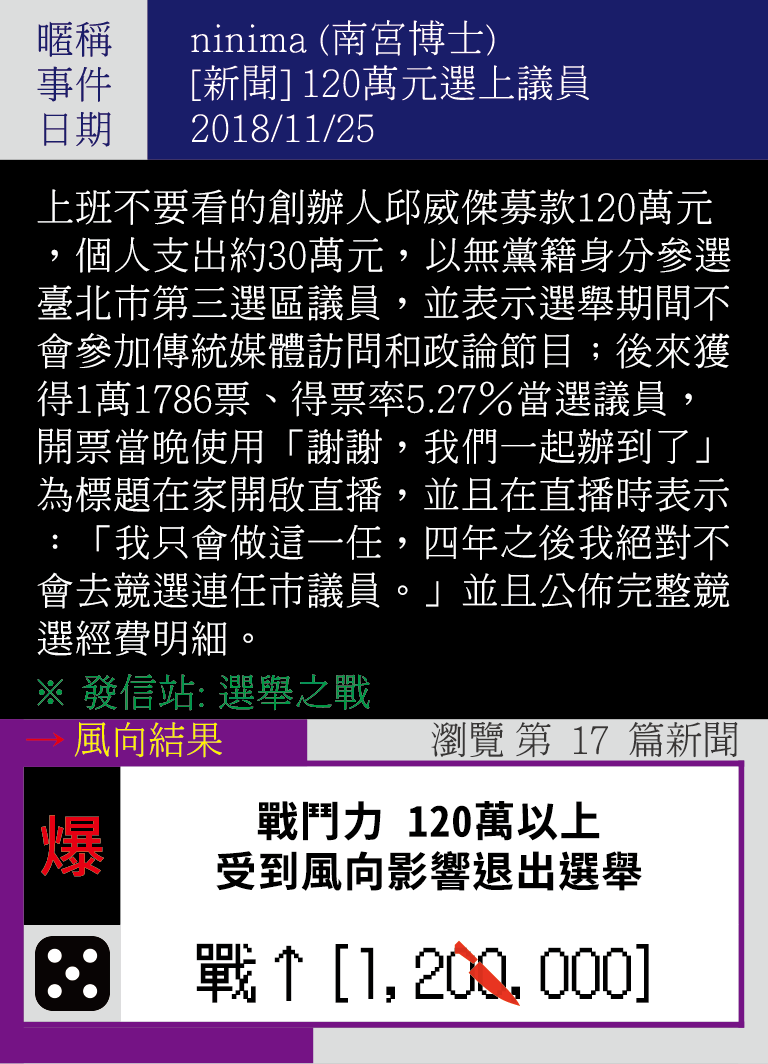 暱稱 ninima (南宮博士)
事件 [新聞] 120萬元選上議員
日期 2018/11/25
上班不要看的創辦人邱威傑募款120萬元
，個人支出約30萬元，以無黨籍身分參選
臺北市第三選區議員，並表示選舉期間不
會參加傳統媒體訪問和政論節目；後來獲
得1萬1786票、得票率5.27％當選議員，
開票當晚使用「謝謝，我們一起辦到了」
為標題在家開啟直播，並且在直播時表示
：「我只會做這一任，四年之後我絕對不
會去競選連任市議員。」並且公佈完整競
選經費明細。
※ 發信站: 選舉之戰
→ 風向結果 瀏覽 第 17 篇新聞
爆
戰鬥力 120萬以上
受到風向影響退出選舉
戰↑[1,200,000]